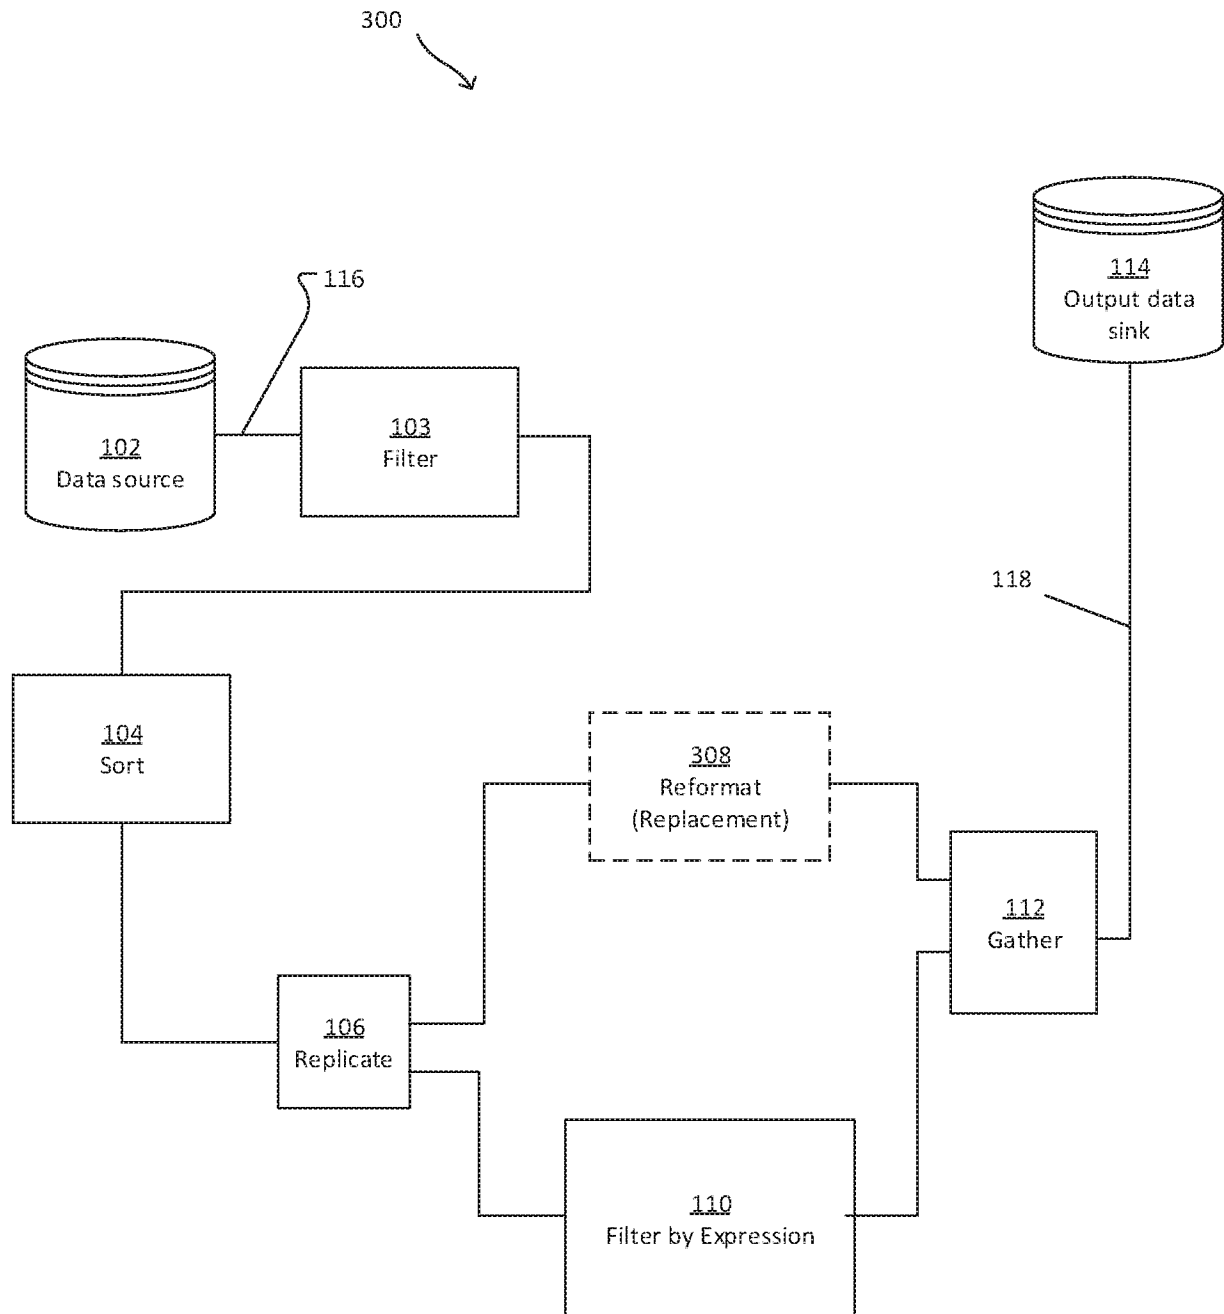 300
114
Output data
sink
116
102
Data source
103
Filter
118
104
Sort
308
Reformat
(Replacement)
112
Gather
106
Replicate
110
Filter by Expression